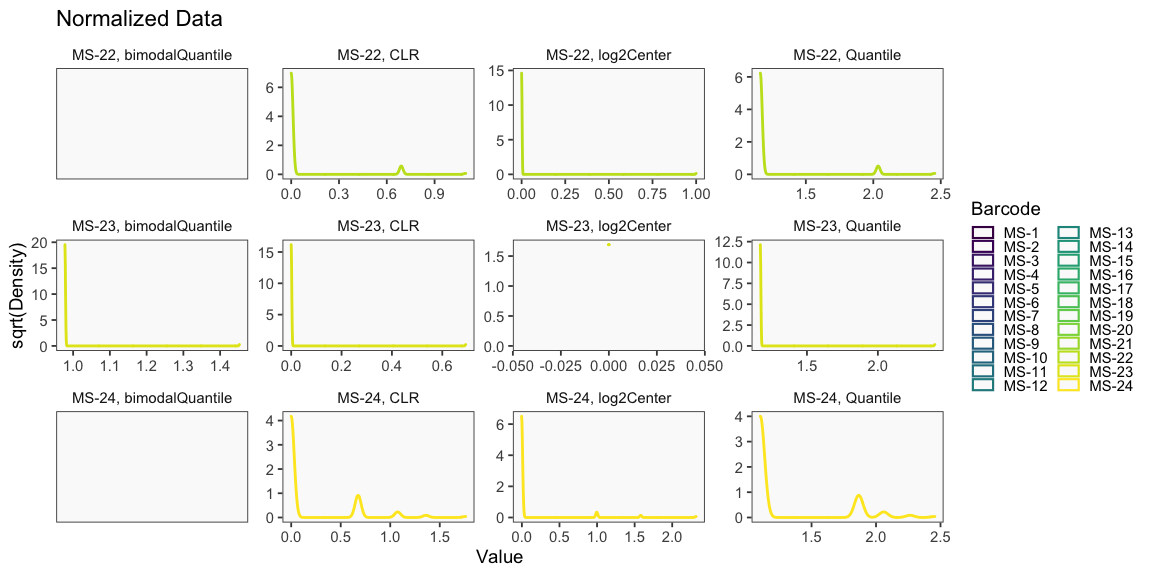 Normalized Data
MS-22, bimodalQuantile
MS-22, CLR
MS-22, log2Center
MS-22, Quantile
0
2
4
6
0.0 0.3 0.6 0.9
0
5
10
15
0.00 0.25 0.50 0.75 1.00
0
2
4
6
1.5 2.0 2.5
sqrt(Density)
MS-23, bimodalQuantile
MS-23, CLR
MS-23, log2Center
MS-23, Quantile
20
15
10
5
0
1.0 1.1 1.2 1.3 1.4
15
10
5
0
0.0 0.2 0.4 0.6
1.5
1.0
0.5
0.0
-0.050 -0.025 0.000 0.025 0.050
12.5
10.0
7.5
5.0
2.5
0.0
1.5 2.0
MS-24, bimodalQuantile
MS-24, CLR
MS-24, log2Center
MS-24, Quantile
4
3
2
1
0
0.0 0.5 1.0 1.5
6
4
2
0
0.0 0.5 1.0 1.5 2.0
4
3
2
1
0
1.5 2.0 2.5
Value
Barcode
MS-1
MS-2
MS-3
MS-4
MS-5
MS-6
MS-7
MS-8
MS-9
MS-10
MS-11
MS-12
MS-13
MS-14
MS-15
MS-16
MS-17
MS-18
MS-19
MS-20
MS-21
MS-22
MS-23
MS-24